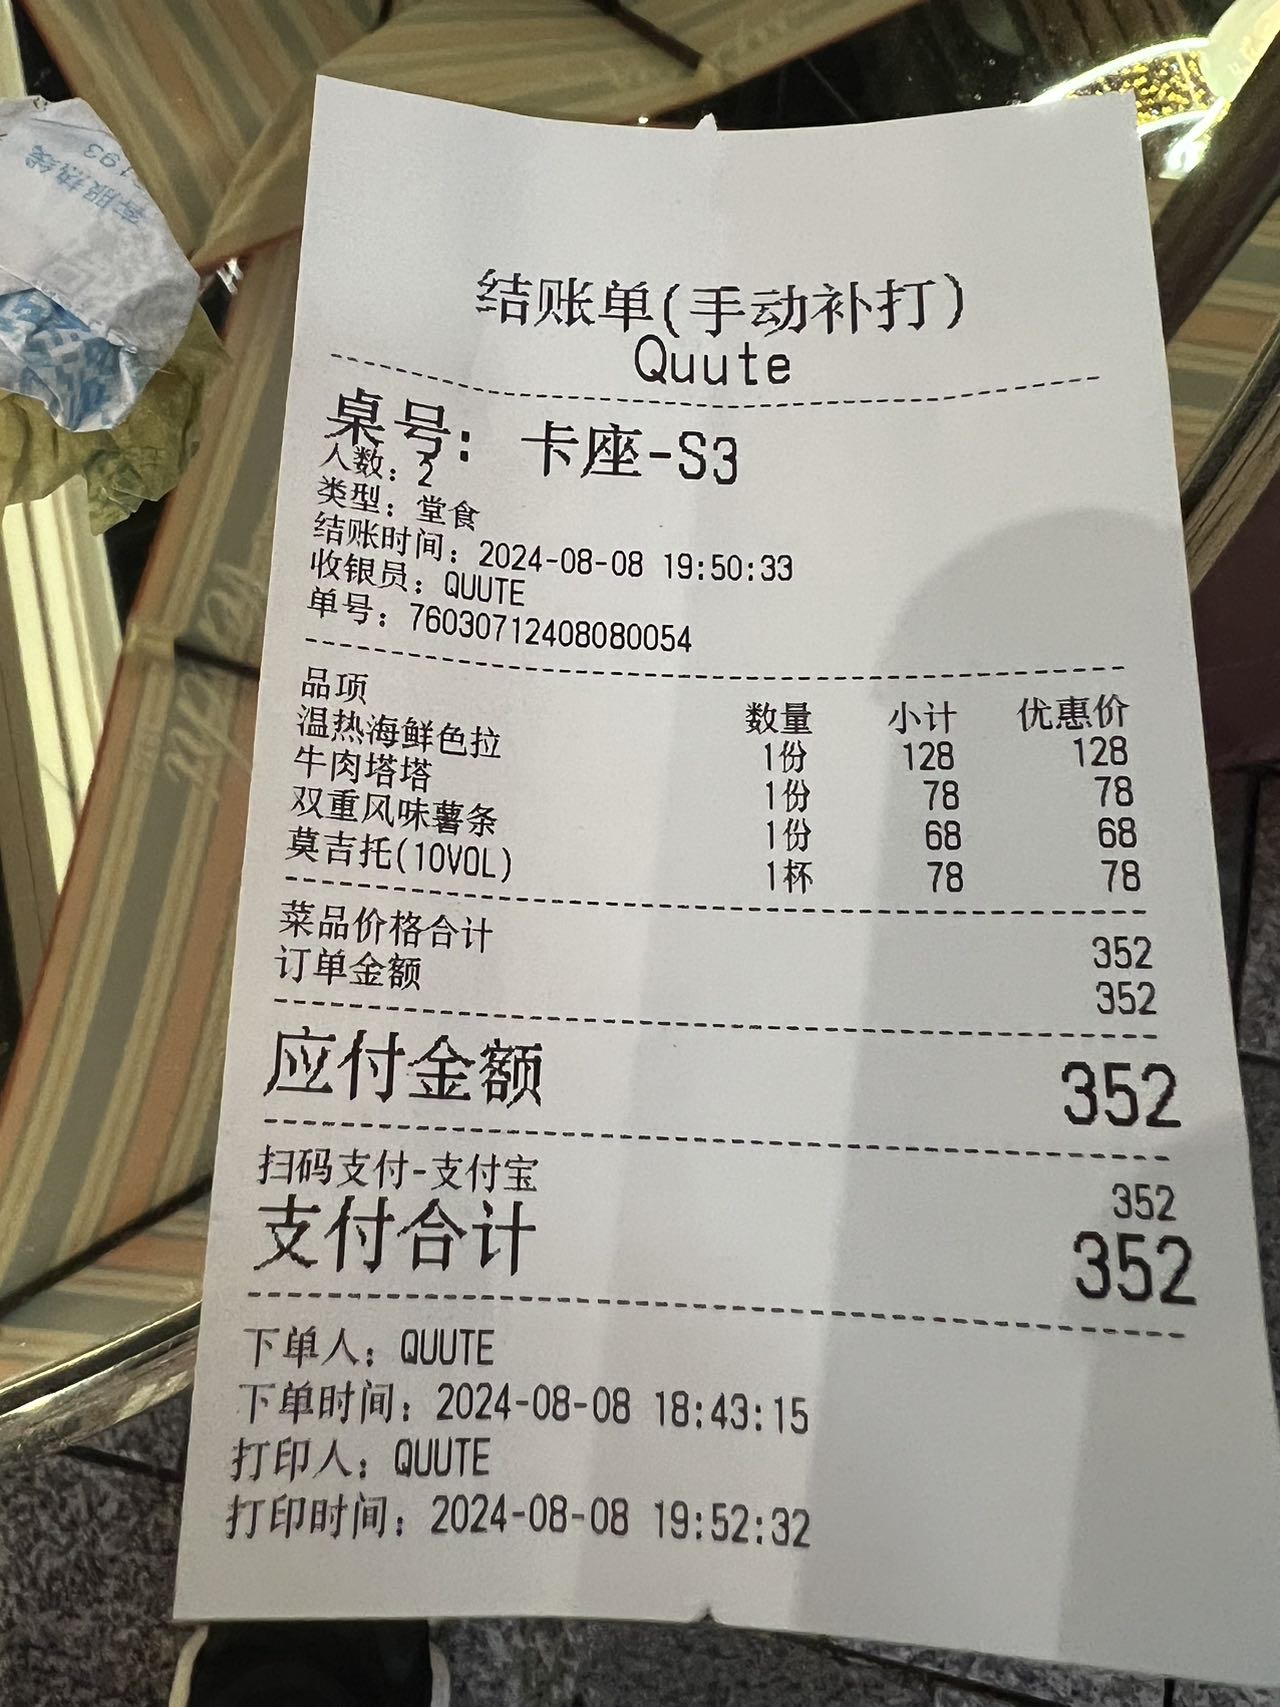 客服热线
193
结账单(手动补打)
Quute
桌号: 卡座-S3
人数: 2
类型: 堂食
结账时间: 2024-08-08 19:50:33
收银员: QUUTE
单号: 76030712408080054
品项 数量 小计 优惠价
温热海鲜色拉 1份 128 128
牛肉塔塔 1份 78 78
双重风味薯条 1份 68 68
莫吉托(10VOL) 1杯 78 78
菜品价格合计 352
订单金额 352
应付金额 352
扫码支付-支付宝 352
支付合计 352
下单人: QUUTE
下单时间: 2024-08-08 18:43:15
打印人: QUUTE
打印时间: 2024-08-08 19:52:32